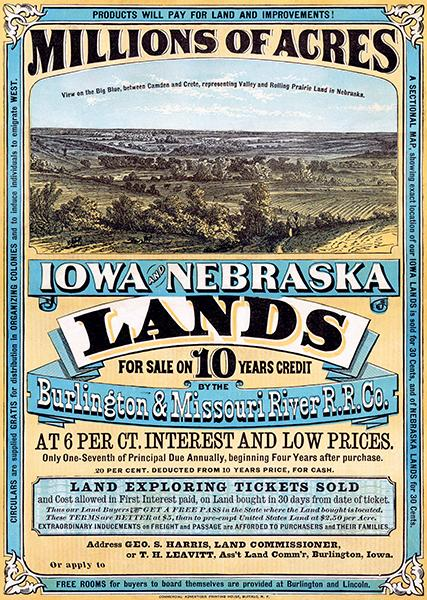 PRODUCTS WILL PAY FOR LAND AND IMPROVEMENTS!
MILLIONS OF ACRES
View on the Big Blue, between Camden and Crete, representing Valley and Rolling Prairie Land in Nebraska.
CIRCULARS are supplied GRATIS for distribution in ORGANIZING COLONIES and to induce individuals to emigrate WEST.
A SECTIONAL MAP, showing exact location of our IOWA LANDS is sold for 30 Cents, and of NEBRASKA LANDS for 30 Cents.
IOWA AND NEBRASKA
LANDS
FOR SALE ON 10 YEARS CREDIT
BY THE
Burlington & Missouri River R.R.Co.
AT 6 PER CT. INTEREST AND LOW PRICES.
Only One-Seventh of Principal Due Annually, beginning Four Years after purchase.
20 PER CENT. DEDUCTED FROM 10 YEARS PRICE, FOR CASH.
LAND EXPLORING TICKETS SOLD
and Cost allowed in First Interest paid, on Land bought in 30 days from date of ticket.
Thus our Land Buyers GET A FREE PASS in the State where the Land bought is located.
These TERMS are BETTER at $5, than to pre-empt United States Land at $2.50 per Acre.
EXTRAORDINARY INDUCEMENTS on FREIGHT and PASSAGE are AFFORDED TO PURCHASERS and THEIR FAMILIES.
Address GEO. S. HARRIS, LAND COMMISSIONER,
or T. H. LEAVITT, Ass't Land Comm'r, Burlington, Iowa.
Or apply to
FREE ROOMS for buyers to board themselves are provided at Burlington and Lincoln.
COMMERCIAL ADVERTISER PRINTING HOUSE, BUFFALO, N. Y.